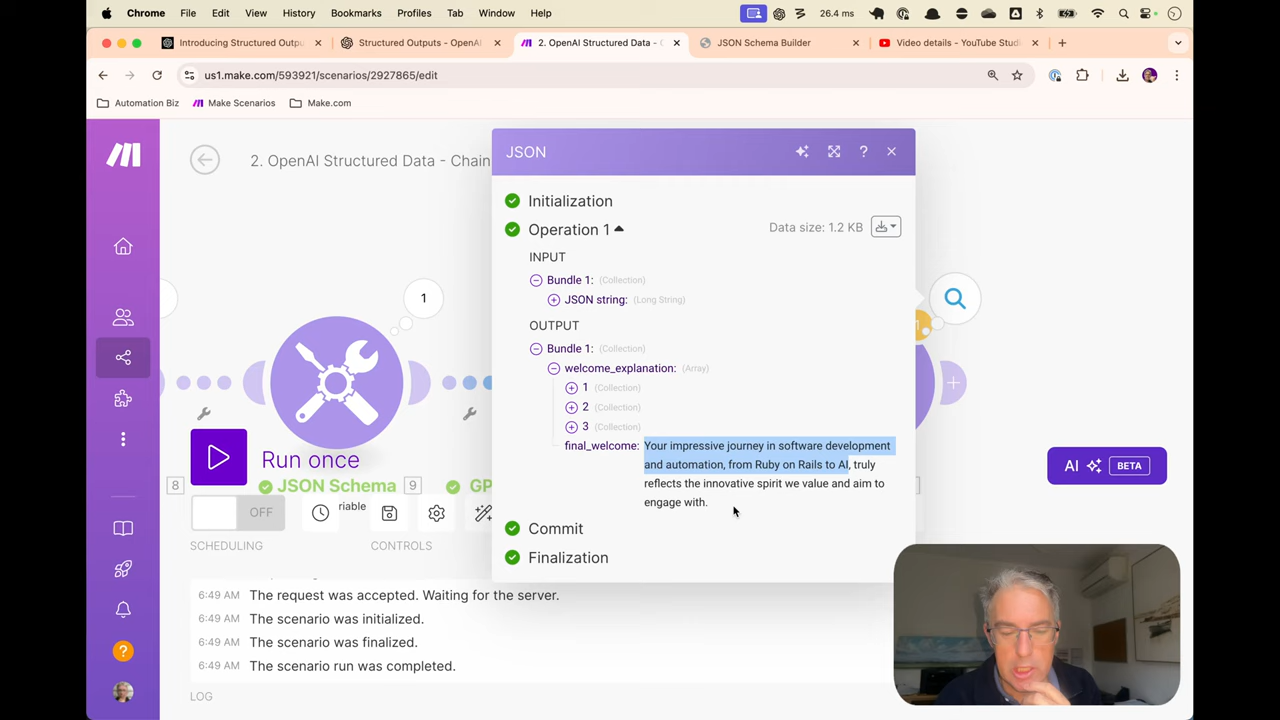 Chrome File Edit View History Bookmarks Profiles Tab Window Help 26.4 ms
Introducing Structured Outpu
Structured Outputs - OpenAI
2. OpenAI Structured Data - C
JSON Schema Builder
Video details - YouTube Studi
us1.make.com/593921/scenarios/2927865/edit
Automation Biz Make Scenarios Make.com
2. OpenAI Structured Data - Chain
JSON
Initialization
Operation 1
Data size: 1.2 KB
INPUT
Bundle 1: (Collection)
JSON string: (Long String)
OUTPUT
Bundle 1: (Collection)
welcome_explanation: (Array)
1 (Collection)
2 (Collection)
3 (Collection)
final_welcome: Your impressive journey in software development
and automation, from Ruby on Rails to AI, truly
reflects the innovative spirit we value and aim to
engage with.
Commit
Finalization
1
Run once
8
JSON Schema
9
GP
riable
AI BETA
OFF
SCHEDULING
CONTROLS
6:49 AM The request was accepted. Waiting for the server.
6:49 AM The scenario was initialized.
6:49 AM The scenario was finalized.
6:49 AM The scenario run was completed.
LOG